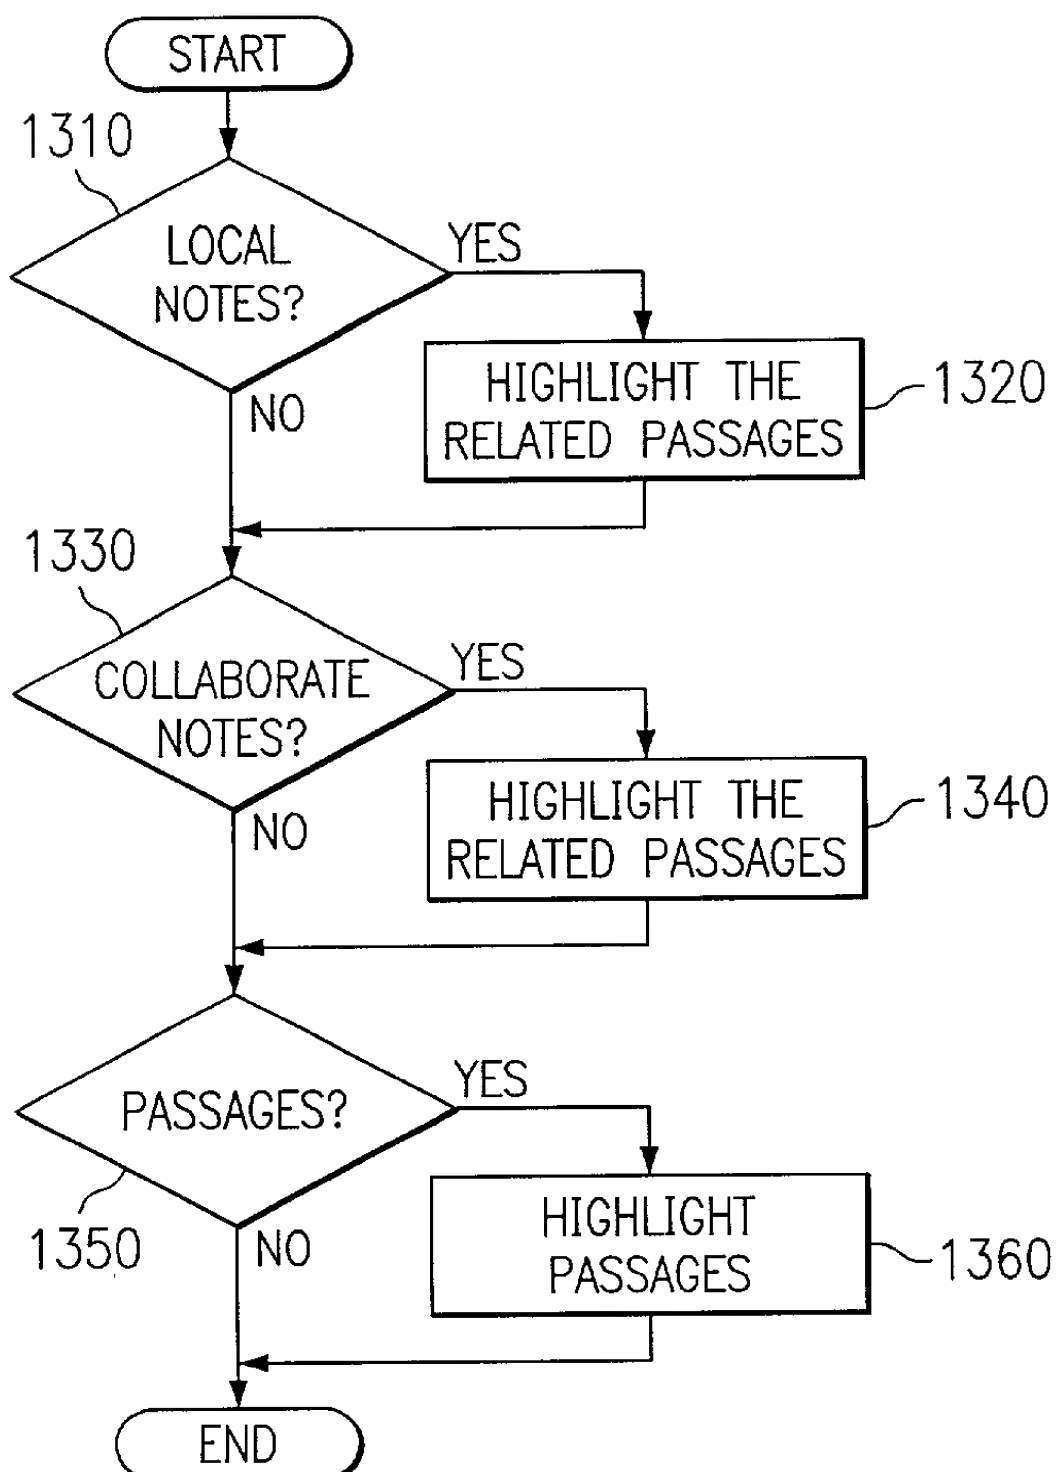 START
1310
LOCAL
NOTES?
YES
NO
HIGHLIGHT THE
RELATED PASSAGES
1320
1330
COLLABORATE
NOTES?
YES
NO
HIGHLIGHT THE
RELATED PASSAGES
1340
PASSAGES?
YES
1350
NO
HIGHLIGHT
PASSAGES
1360
END